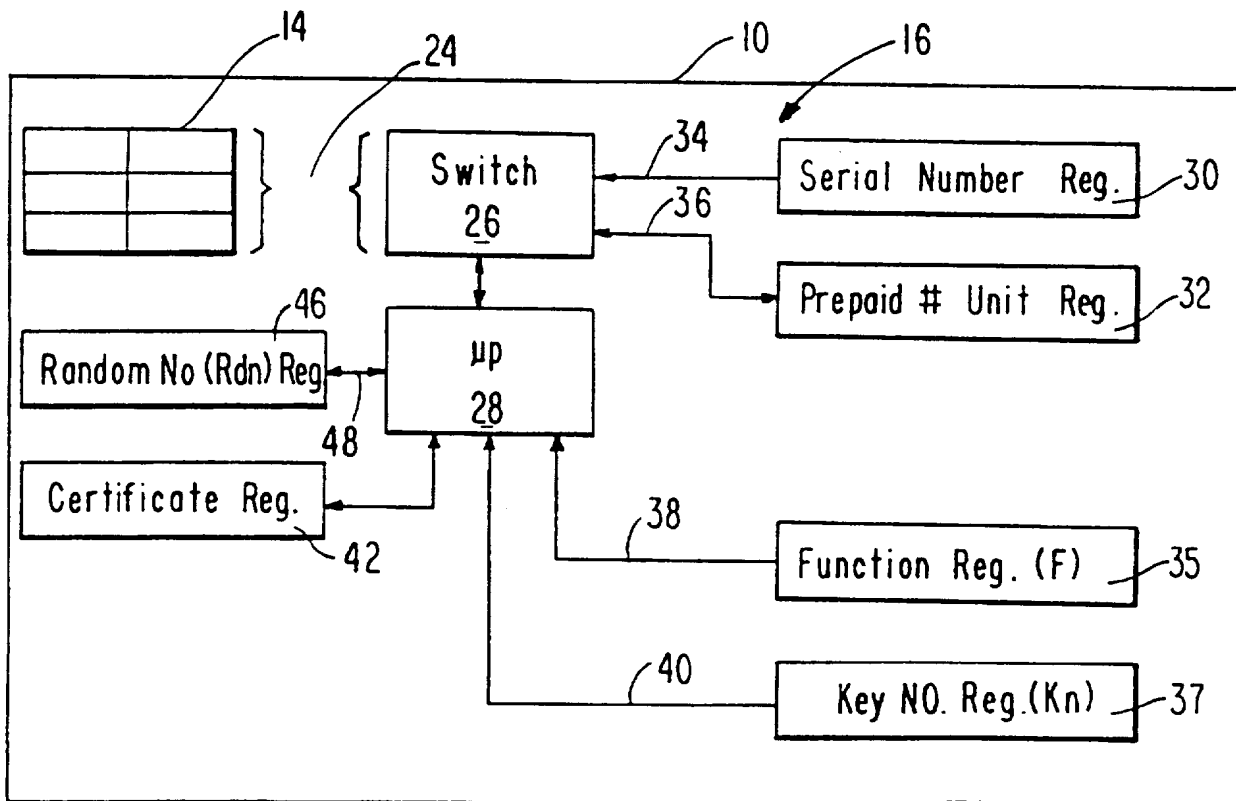 14
24
10
16
Switch
26
34
36
Serial Number Reg.
30
Prepaid # Unit Reg.
32
46
Random No (Rdn) Reg
48
µp
28
Certificate Reg.
42
38
Function Reg. (F)
35
40
Key NO. Reg.(Kn)
37